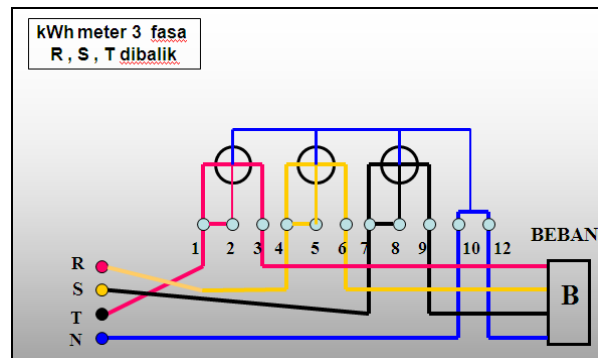 kWh meter 3 fasa
R , S , T dibalik
1 2 3 4 5 6 7 8 9 10 12
BEBAN
R
S
B
T
N